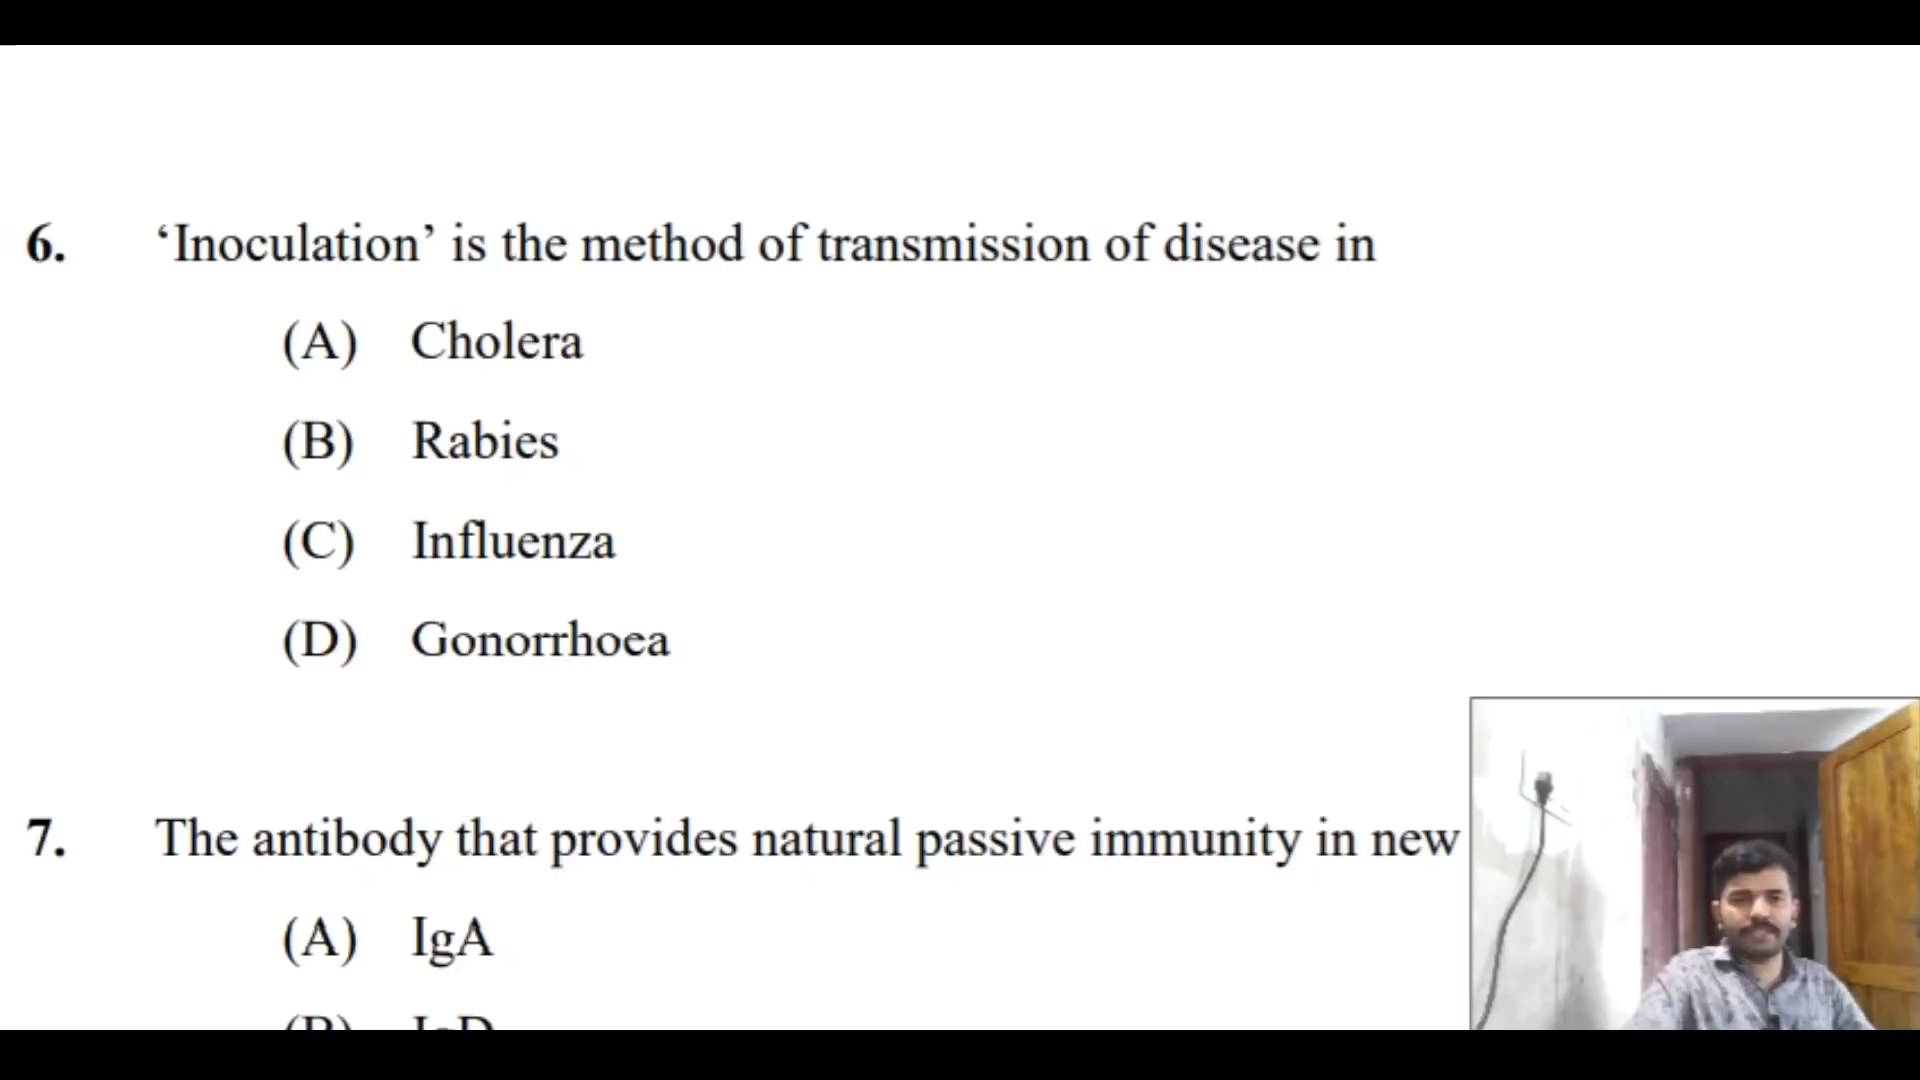 6. ‘Inoculation’ is the method of transmission of disease in
(A) Cholera
(B) Rabies
(C) Influenza
(D) Gonorrhoea
7. The antibody that provides natural passive immunity in new
(A) IgA
(B) IgD